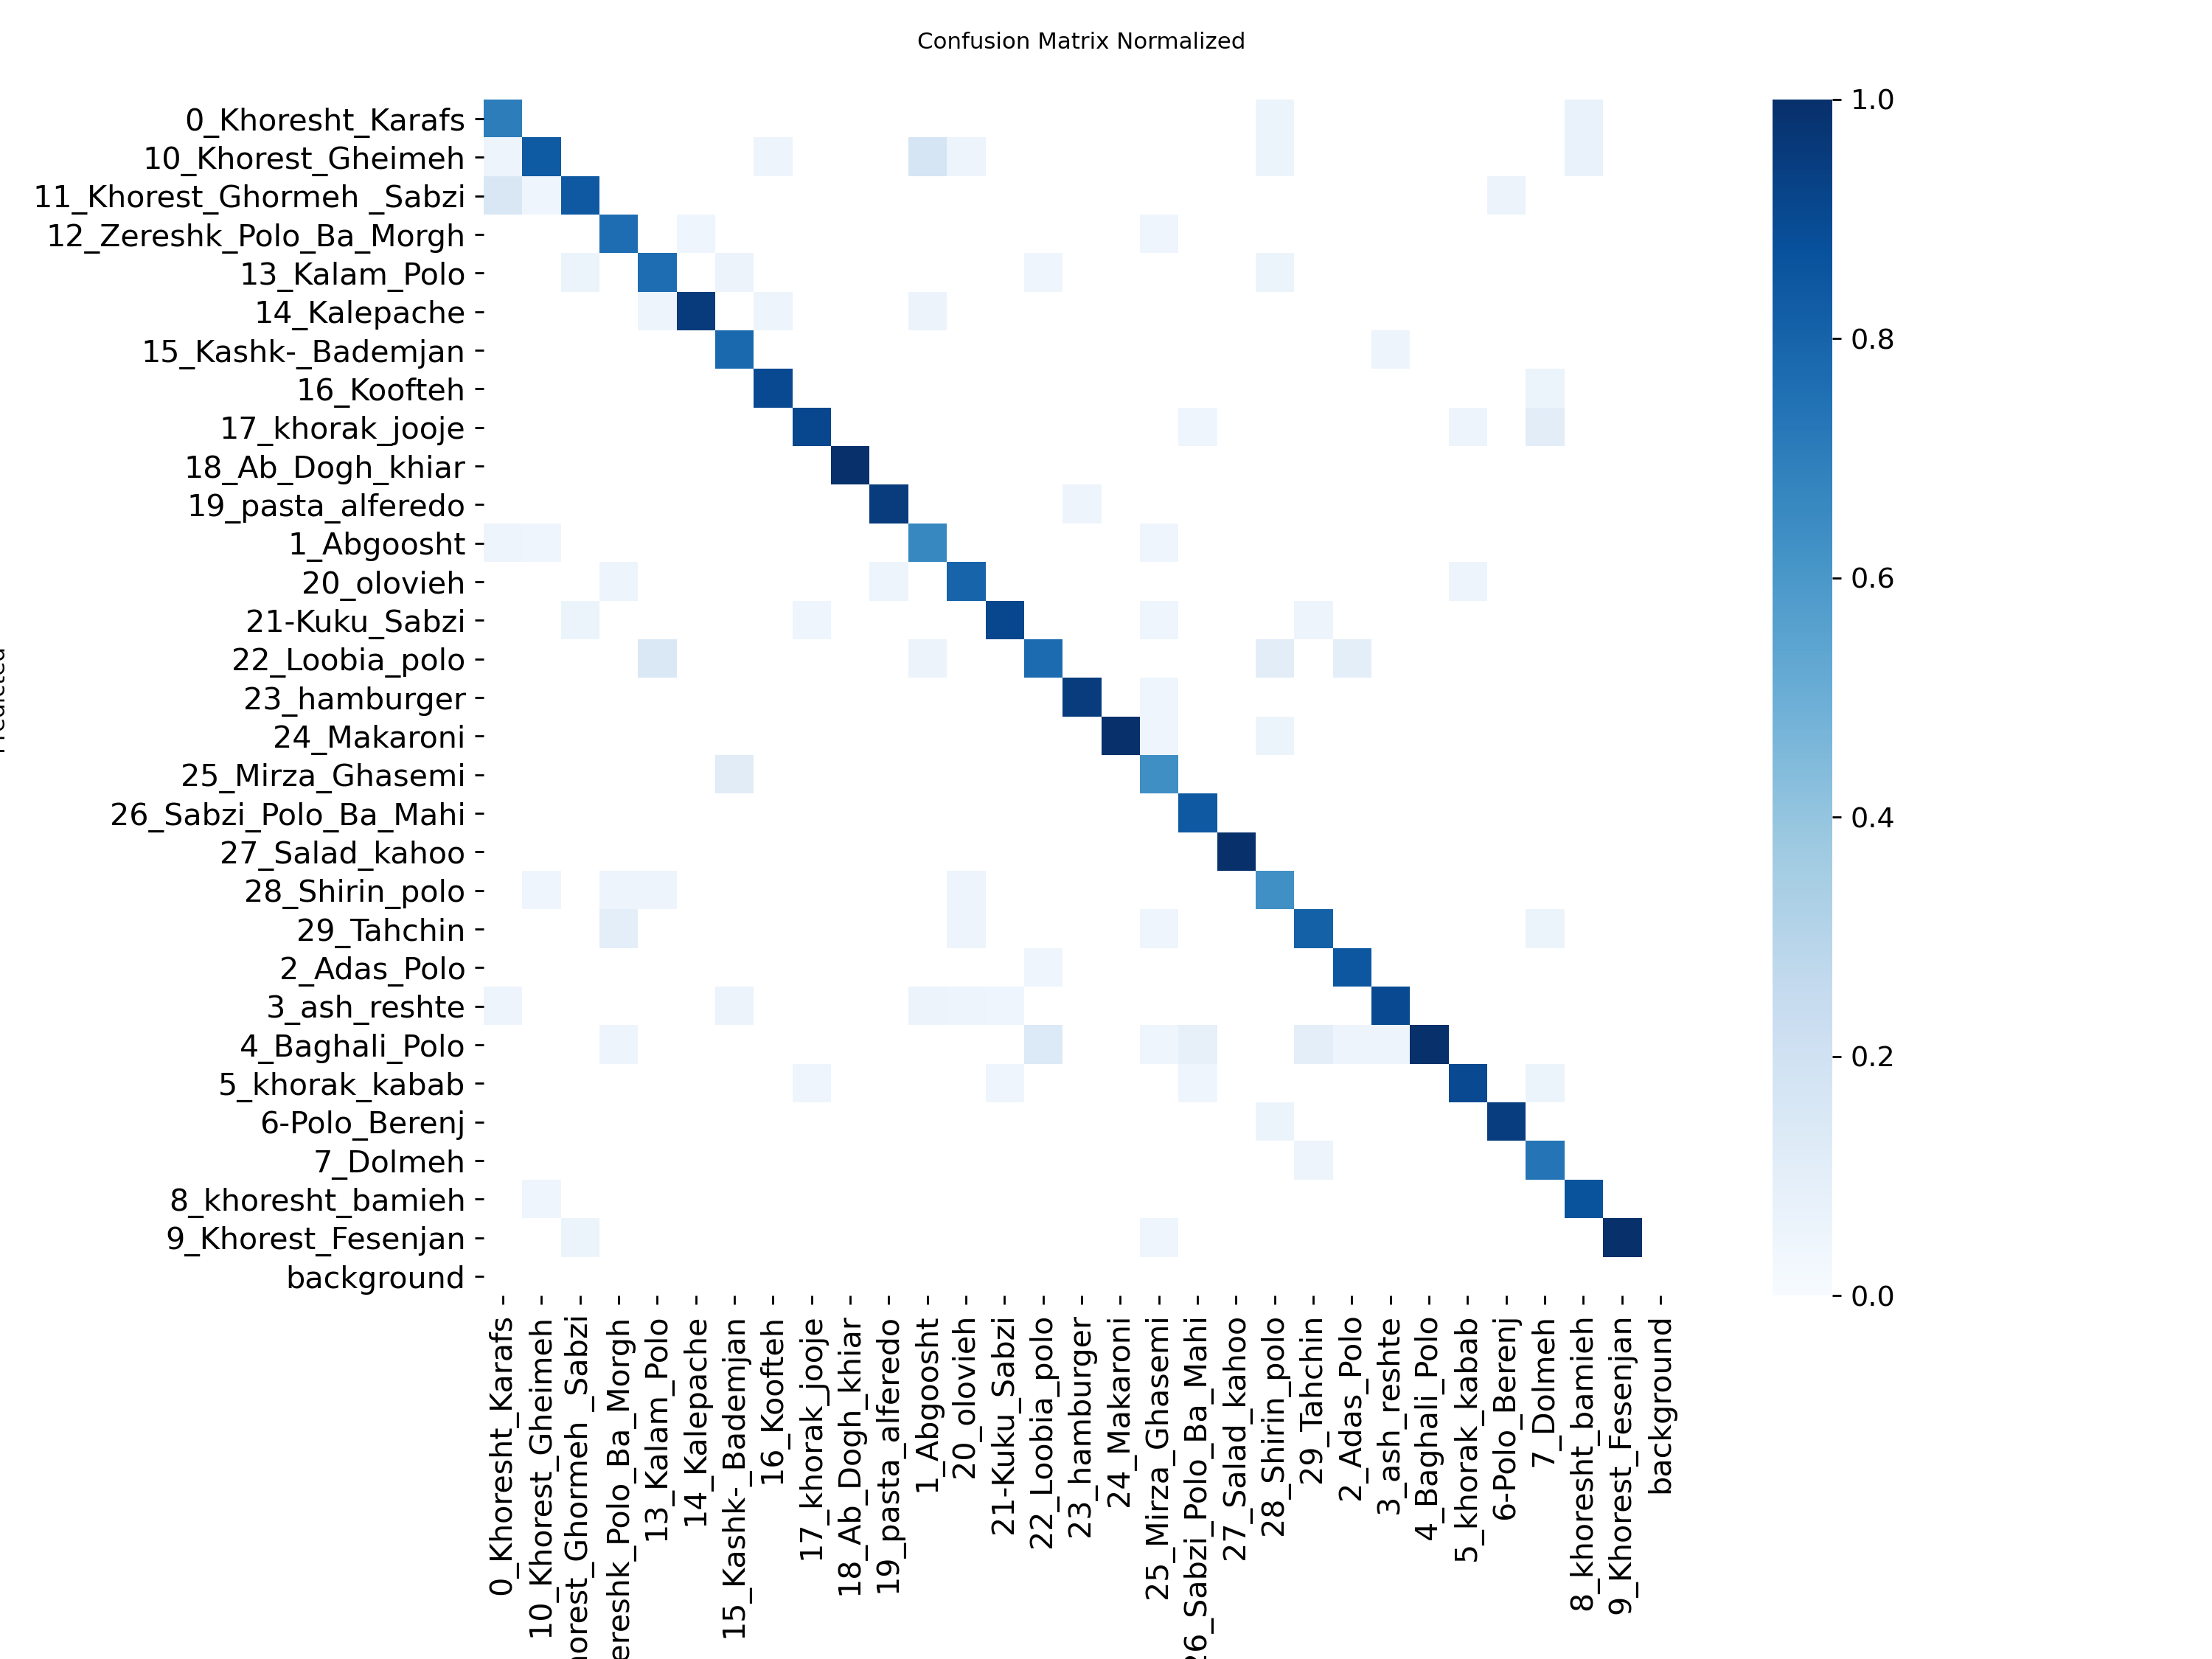 Confusion Matrix Normalized
0_Khoresht_Karafs
10_Khorest_Gheimeh
11_Khorest_Ghormeh _Sabzi
12_Zereshk_Polo_Ba_Morgh
13_Kalam_Polo
14_Kalepache
15_Kashk-_Bademjan
16_Koofteh
17_khorak_jooje
18_Ab_Dogh_khiar
19_pasta_alferedo
1_Abgoosht
20_olovieh
21-Kuku_Sabzi
22_Loobia_polo
23_hamburger
24_Makaroni
25_Mirza_Ghasemi
26_Sabzi_Polo_Ba_Mahi
27_Salad_kahoo
28_Shirin_polo
29_Tahchin
2_Adas_Polo
3_ash_reshte
4_Baghali_Polo
5_khorak_kabab
6-Polo_Berenj
7_Dolmeh
8_khoresht_bamieh
9_Khorest_Fesenjan
background
0_Khoresht_Karafs
10_Khorest_Gheimeh
orest_Ghormeh _Sabzi
ereshk_Polo_Ba_Morgh
13_Kalam_Polo
14_Kalepache
15_Kashk-_Bademjan
16_Koofteh
17_khorak_jooje
18_Ab_Dogh_khiar
19_pasta_alferedo
1_Abgoosht
20_olovieh
21-Kuku_Sabzi
22_Loobia_polo
23_hamburger
24_Makaroni
25_Mirza_Ghasemi
26_Sabzi_Polo_Ba_Mahi
27_Salad_kahoo
28_Shirin_polo
29_Tahchin
2_Adas_Polo
3_ash_reshte
4_Baghali_Polo
5_khorak_kabab
6-Polo_Berenj
7_Dolmeh
8_khoresht_bamieh
9_Khorest_Fesenjan
background
1.0
0.8
0.6
0.4
0.2
0.0